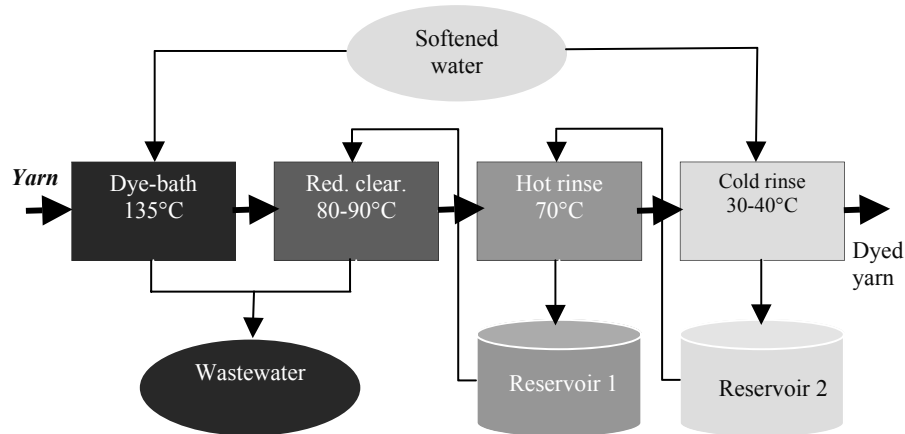 Softened
water
Yarn
Dye-bath
135°C
Red. clear.
80-90°C
Hot rinse
70°C
Cold rinse
30-40°C
Dyed
yarn
Wastewater
Reservoir 1
Reservoir 2